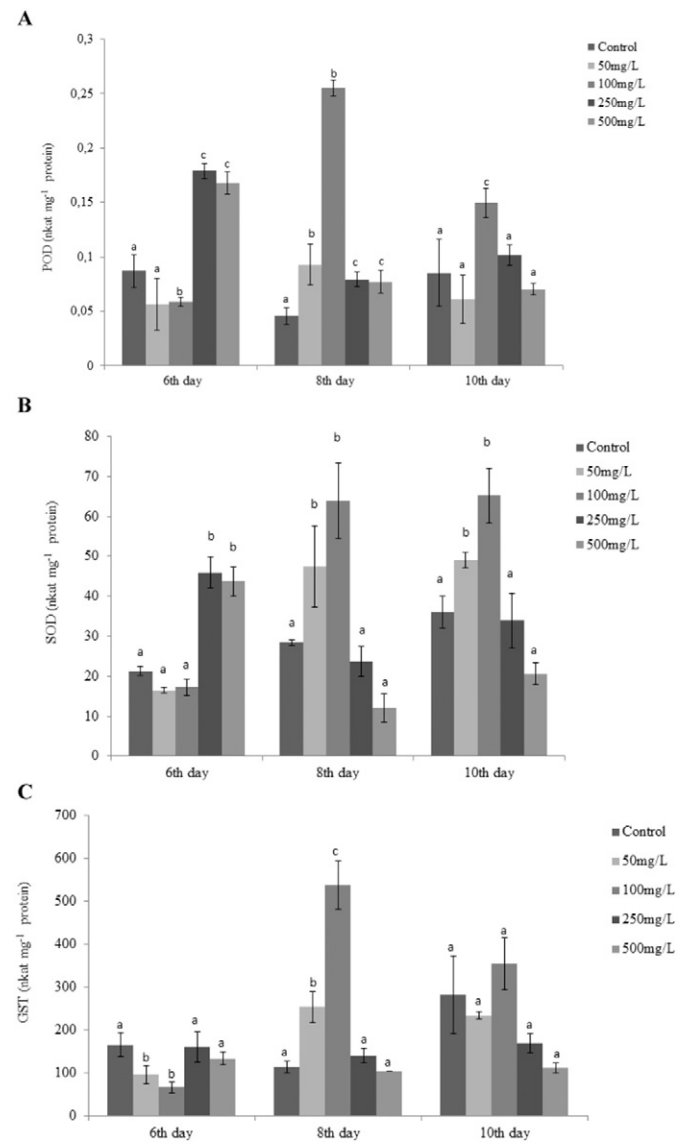 A
0,3
Control
50mg/L
100mg/L
250mg/L
500mg/L
b
0,25
0,2
c c
c
0,15
POD (nkat mg-1 protein)
a
b
a
0,1
a
b
c c
a
a
a
a
0,05
0
6th day 8th day 10th day
B
80
Control
50mg/L
100mg/L
250mg/L
500mg/L
b
b
70
60
b
b b
b
50
SOD (nkat mg-1 protein)
40
a
a
30
a
a
a
20
a a a
a
10
0
6th day 8th day 10th day
C
700
Control
50mg/L
100mg/L
250mg/L
500mg/L
c
600
500
a
a
400
GST (nkat mg-1 protein)
b
300
a
200
a
a
a
b
b
a
a
a
a
a
100
0
6th day 8th day 10th day